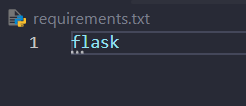 requirements.txt
1 flask